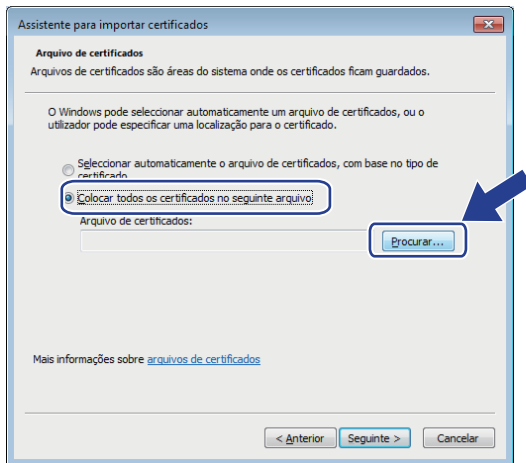 Assistente para importar certificados
Arquivo de certificados
Arquivos de certificados são áreas do sistema onde os certificados ficam guardados.
O Windows pode seleccionar automaticamente um arquivo de certificados, ou o
utilizador pode especificar uma localização para o certificado.
Seleccionar automaticamente o arquivo de certificados, com base no tipo de
certificado
Colocar todos os certificados no seguinte arquivo
Arquivo de certificados:
Procurar...
Mais informações sobre arquivos de certificados
< Anterior Seguinte > Cancelar